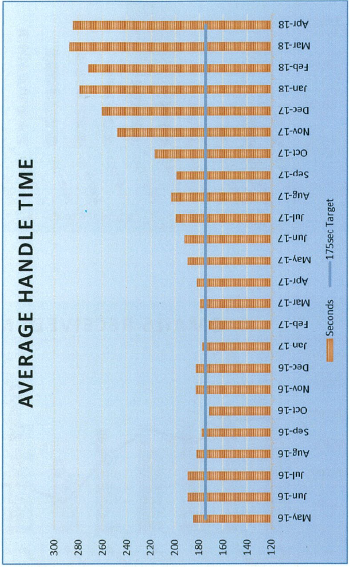 AVERAGE HANDLE TIME
300
280
260
240
220
200
180
160
140
120
May-16
Jun-16
Jul-16
Aug-16
Sep-16
Oct-16
Nov-16
Dec-16
Jan 17
Feb-17
Mar-17
Apr-17
May-17
Jun-17
Jul-17
Aug-17
Sep-17
Oct-17
Nov-17
Dec-17
Jan-18
Feb-18
Mar-18
Apr-18
Seconds 175sec Target